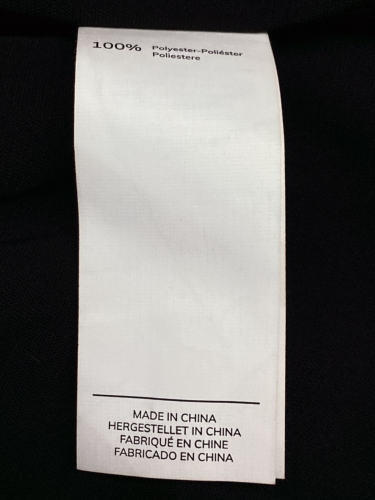 100% Polyester-Poliéster
Poliestere
MADE IN CHINA
HERGESTELLET IN CHINA
FABRIQUÉ EN CHINE
FABRICADO EN CHINA